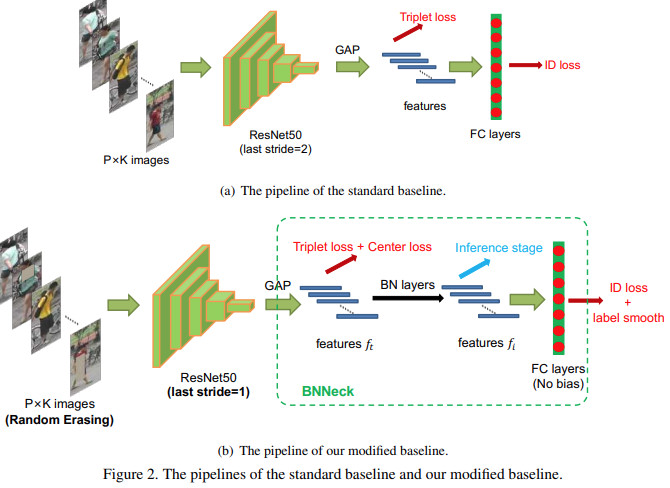 Triplet loss
GAP
ID loss
features
ResNet50
(last stride=2)
FC layers
P×K images
(a) The pipeline of the standard baseline.
Triplet loss + Center loss
Inference stage
GAP
BN layers
ID loss
+
label smooth
features ft
features fi
ResNet50
(last stride=1)
FC layers
(No bias)
BNNeck
P×K images
(Random Erasing)
(b) The pipeline of our modified baseline.
Figure 2. The pipelines of the standard baseline and our modified baseline.